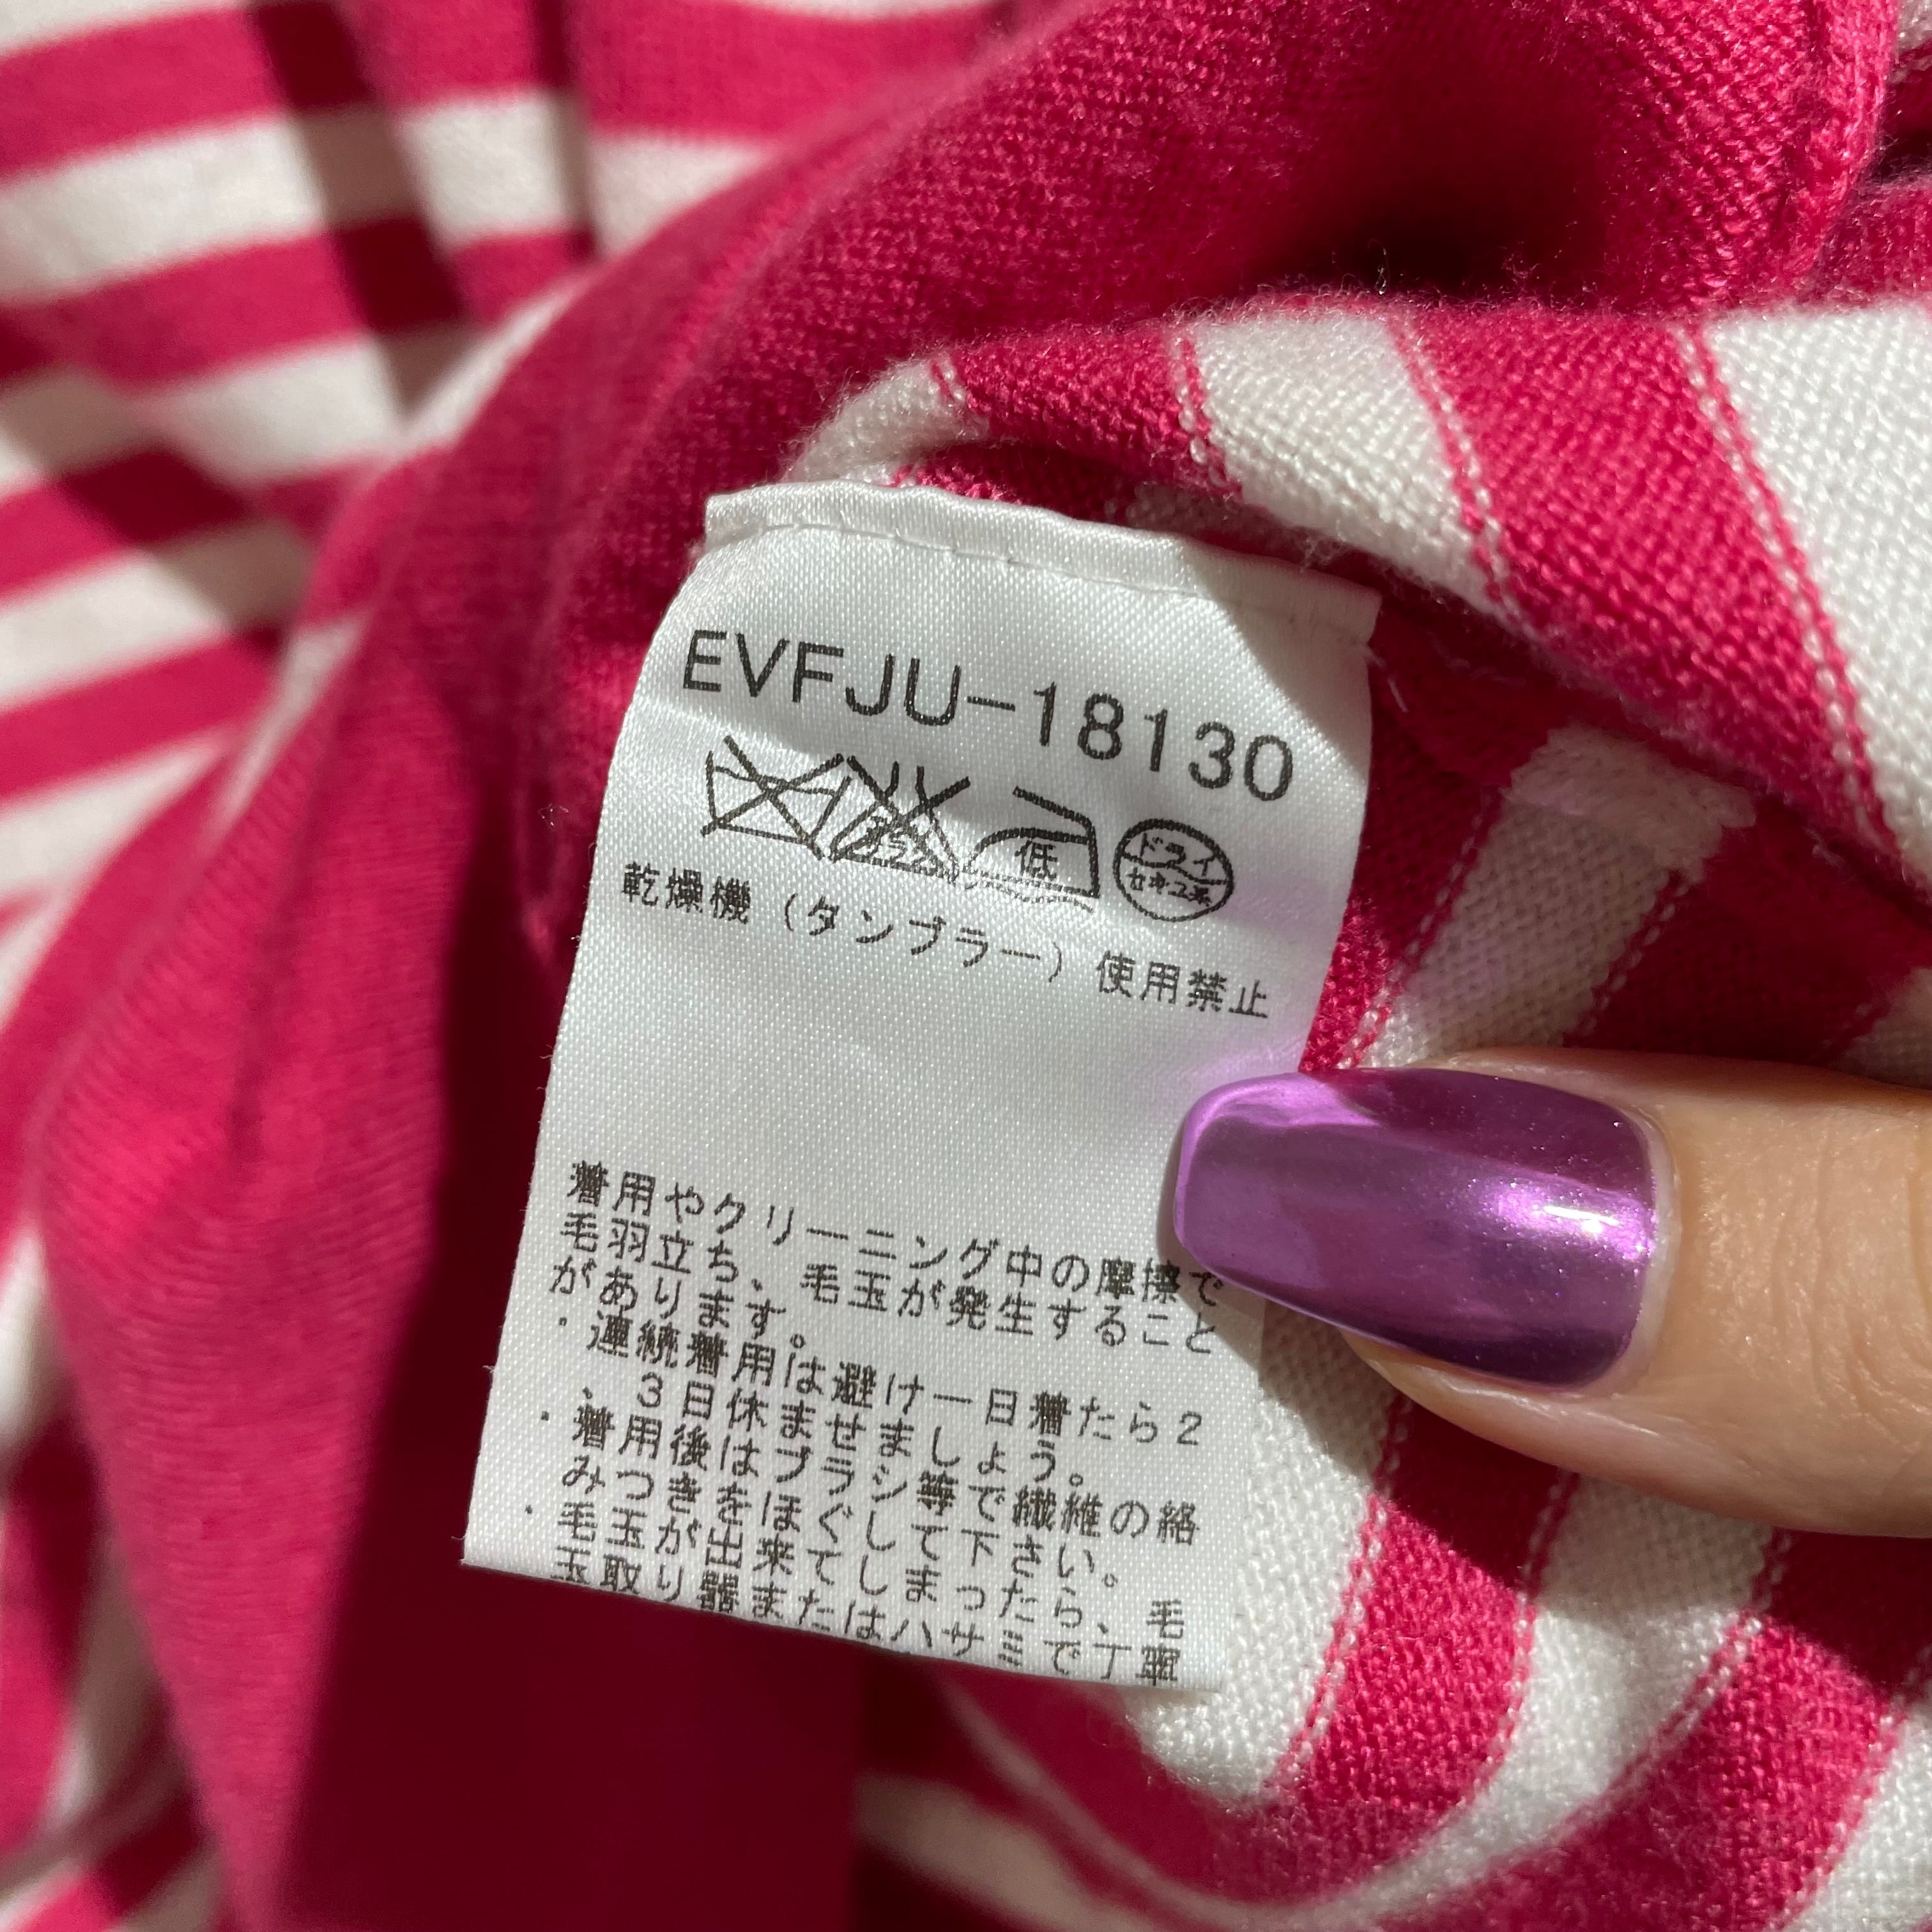 EVFJU-18130
低 ドライ
セキユ系
乾燥機（タンブラー）使用禁止
着用やクリーニング中の摩擦で
毛羽立ち、毛玉が発生すること
があります。
・連続着用は避け一日着たら2
、3日休ませましょう。
・着用後はブラシ等で繊維の絡
みつきをほぐして下さい。
・毛玉が出来てしまったら、毛
玉取り器またはハサミで丁寧